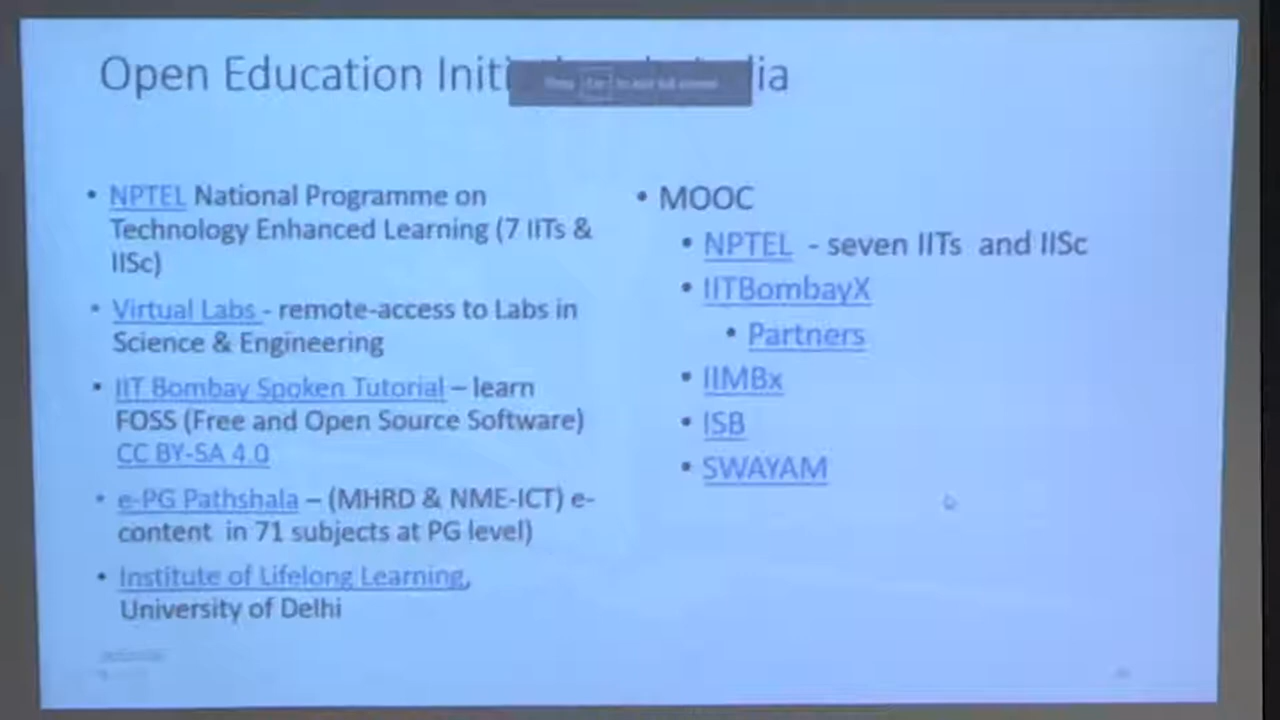 Open Education Initi ia
• NPTEL National Programme on
Technology Enhanced Learning (7 IITs &
IISc)
• Virtual Labs - remote-access to Labs in
Science & Engineering
• IIT Bombay Spoken Tutorial – learn
FOSS (Free and Open Source Software)
CC BY-SA 4.0
• e-PG Pathshala – (MHRD & NME-ICT) e-
content in 71 subjects at PG level)
• Institute of Lifelong Learning,
University of Delhi
• MOOC
• NPTEL - seven IITs and IISc
• IITBombayX
• Partners
• IIMBx
• ISB
• SWAYAM